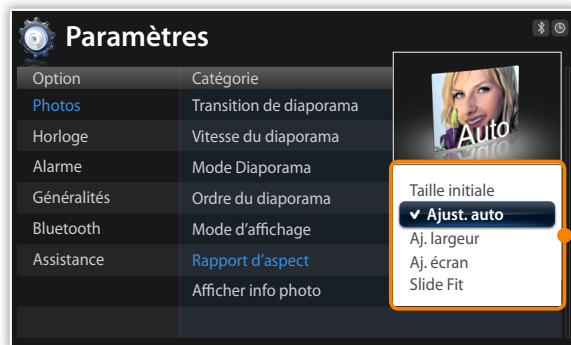 Paramètres
Option
Catégorie
Photos
Transition de diaporama
Horloge
Vitesse du diaporama
Alarme
Mode Diaporama
Généralités
Ordre du diaporama
Bluetooth
Mode d'affichage
Assistance
Rapport d'aspect
Afficher info photo
Auto
Taille initiale
Ajust. auto
Aj. largeur
Aj. écran
Slide Fit